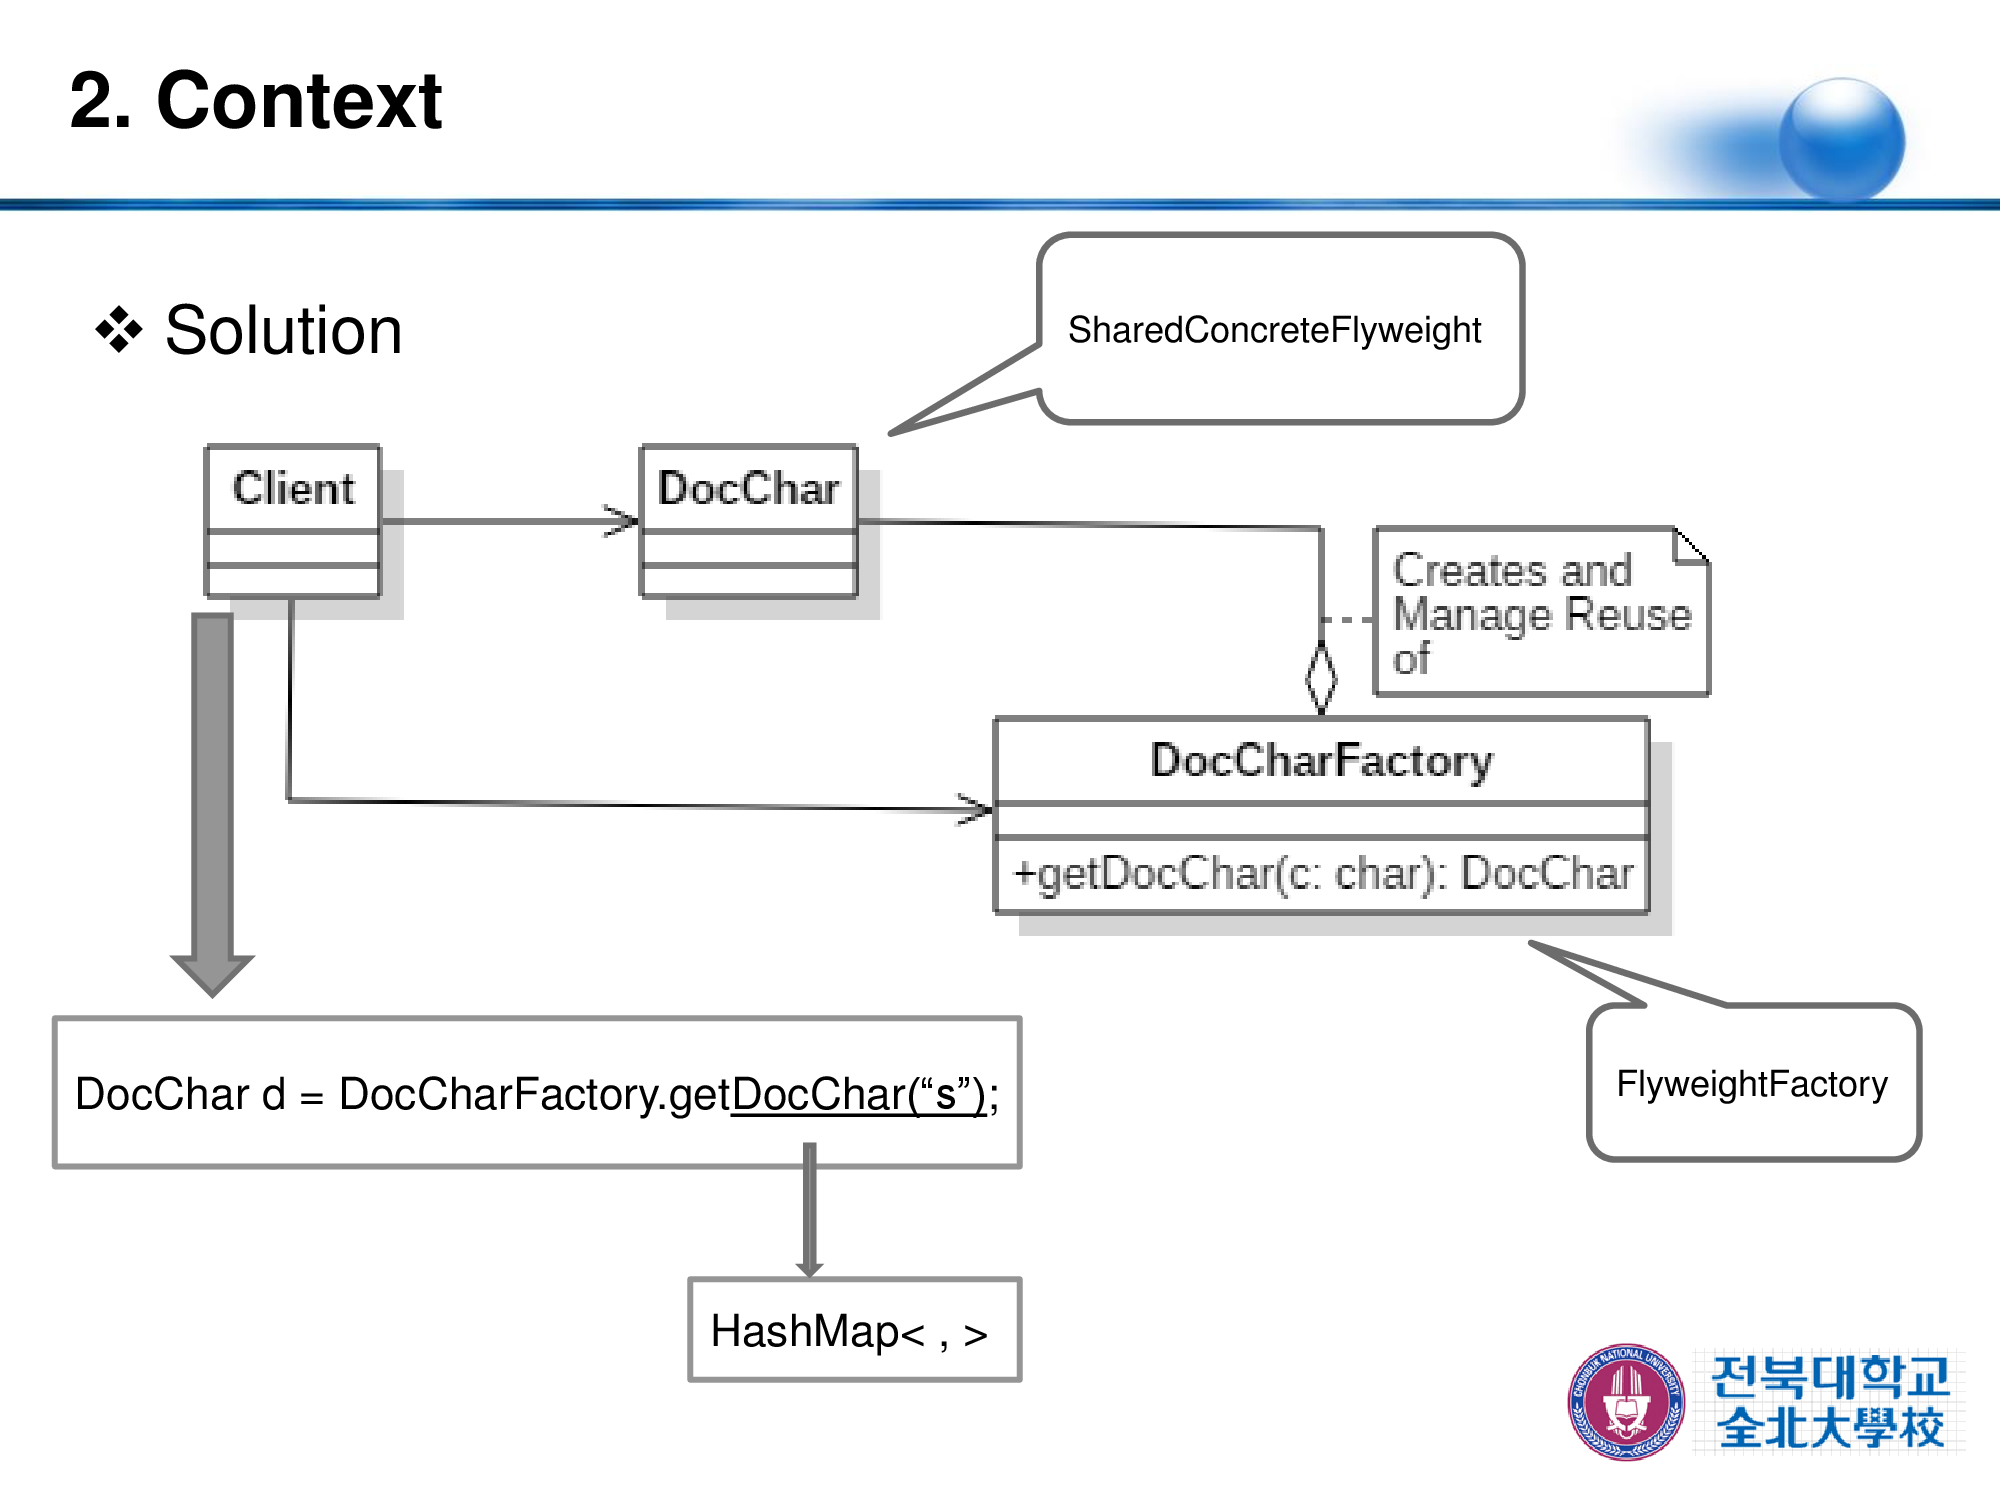 2. Context
❖ Solution
SharedConcreteFlyweight
Client
DocChar
Creates and
Manage Reuse
of
DocCharFactory
+getDocChar(c: char): DocChar
DocChar d = DocCharFactory.getDocChar(“s”);
FlyweightFactory
HashMap< , >
CHONBUK NATIONAL UNIVERSITY
전북대학교
全北大學校